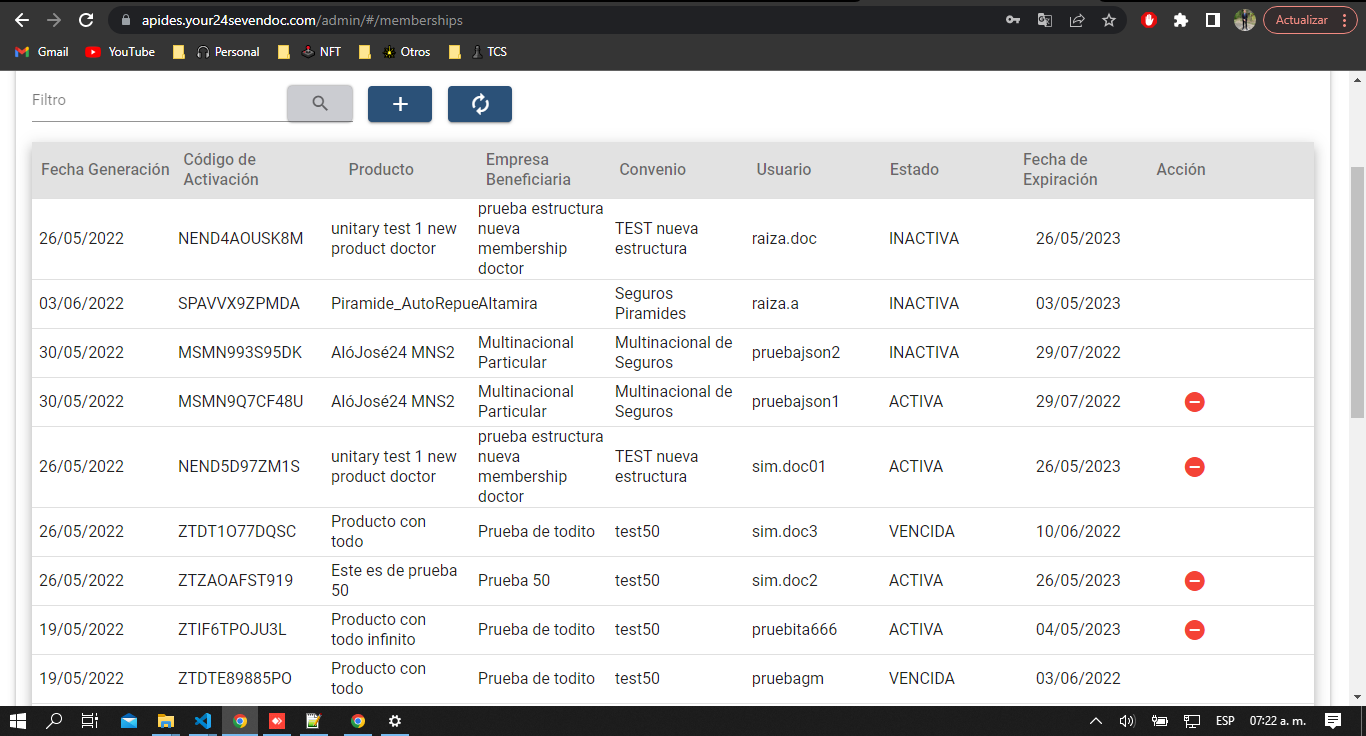 apides.your24sevendoc.com/admin/#/memberships
Actualizar
Gmail YouTube Personal NFT Otros TCS
Filtro
Fecha Generación Código de Activación Producto Empresa Beneficiaria Convenio Usuario Estado Fecha de Expiración Acción
26/05/2022 NEND4AOUSK8M unitary test 1 new product doctor prueba estructura nueva membership doctor TEST nueva estructura raiza.doc INACTIVA 26/05/2023
03/06/2022 SPAVVX9ZPMDA Piramide_AutoRepue Altamira Seguros Piramides raiza.a INACTIVA 03/05/2023
30/05/2022 MSMN993S95DK AlóJosé24 MNS2 Multinacional Particular Multinacional de Seguros pruebajson2 INACTIVA 29/07/2022
30/05/2022 MSMN9Q7CF48U AlóJosé24 MNS2 Multinacional Particular Multinacional de Seguros pruebajson1 ACTIVA 29/07/2022
26/05/2022 NEND5D97ZM1S unitary test 1 new product doctor prueba estructura nueva membership doctor TEST nueva estructura sim.doc01 ACTIVA 26/05/2023
26/05/2022 ZTDT1O77DQSC Producto con todo Prueba de todito test50 sim.doc3 VENCIDA 10/06/2022
26/05/2022 ZTZAOAFST919 Este es de prueba 50 Prueba 50 test50 sim.doc2 ACTIVA 26/05/2023
19/05/2022 ZTIF6TPOJU3L Producto con todo infinito Prueba de todito test50 pruebita666 ACTIVA 04/05/2023
19/05/2022 ZTDTE89885PO Producto con todo Prueba de todito test50 pruebagm VENCIDA 03/06/2022
ESP 07:22 a. m.